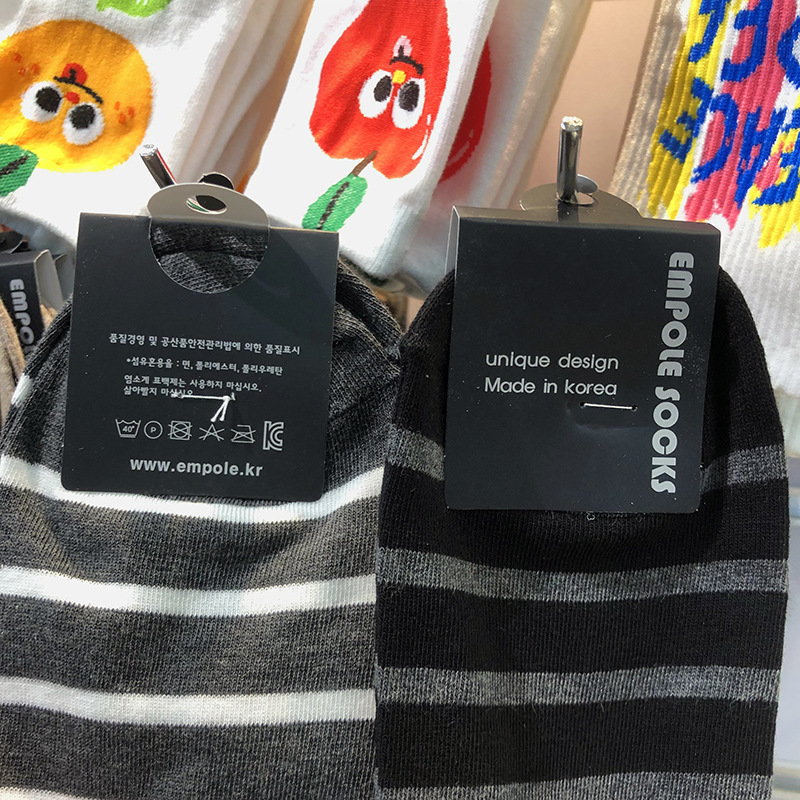 품질경영 및 공산품안전관리법에 의한 품질표시
•섬유혼용율 : 면, 폴리에스터, 폴리우레탄
염소계 표백제는 사용하지 마십시오.
삶아빨지 마십시오
40°
P
www.empole.kr
EMPOLE SOCKS
unique design
Made in korea
EMPOLE